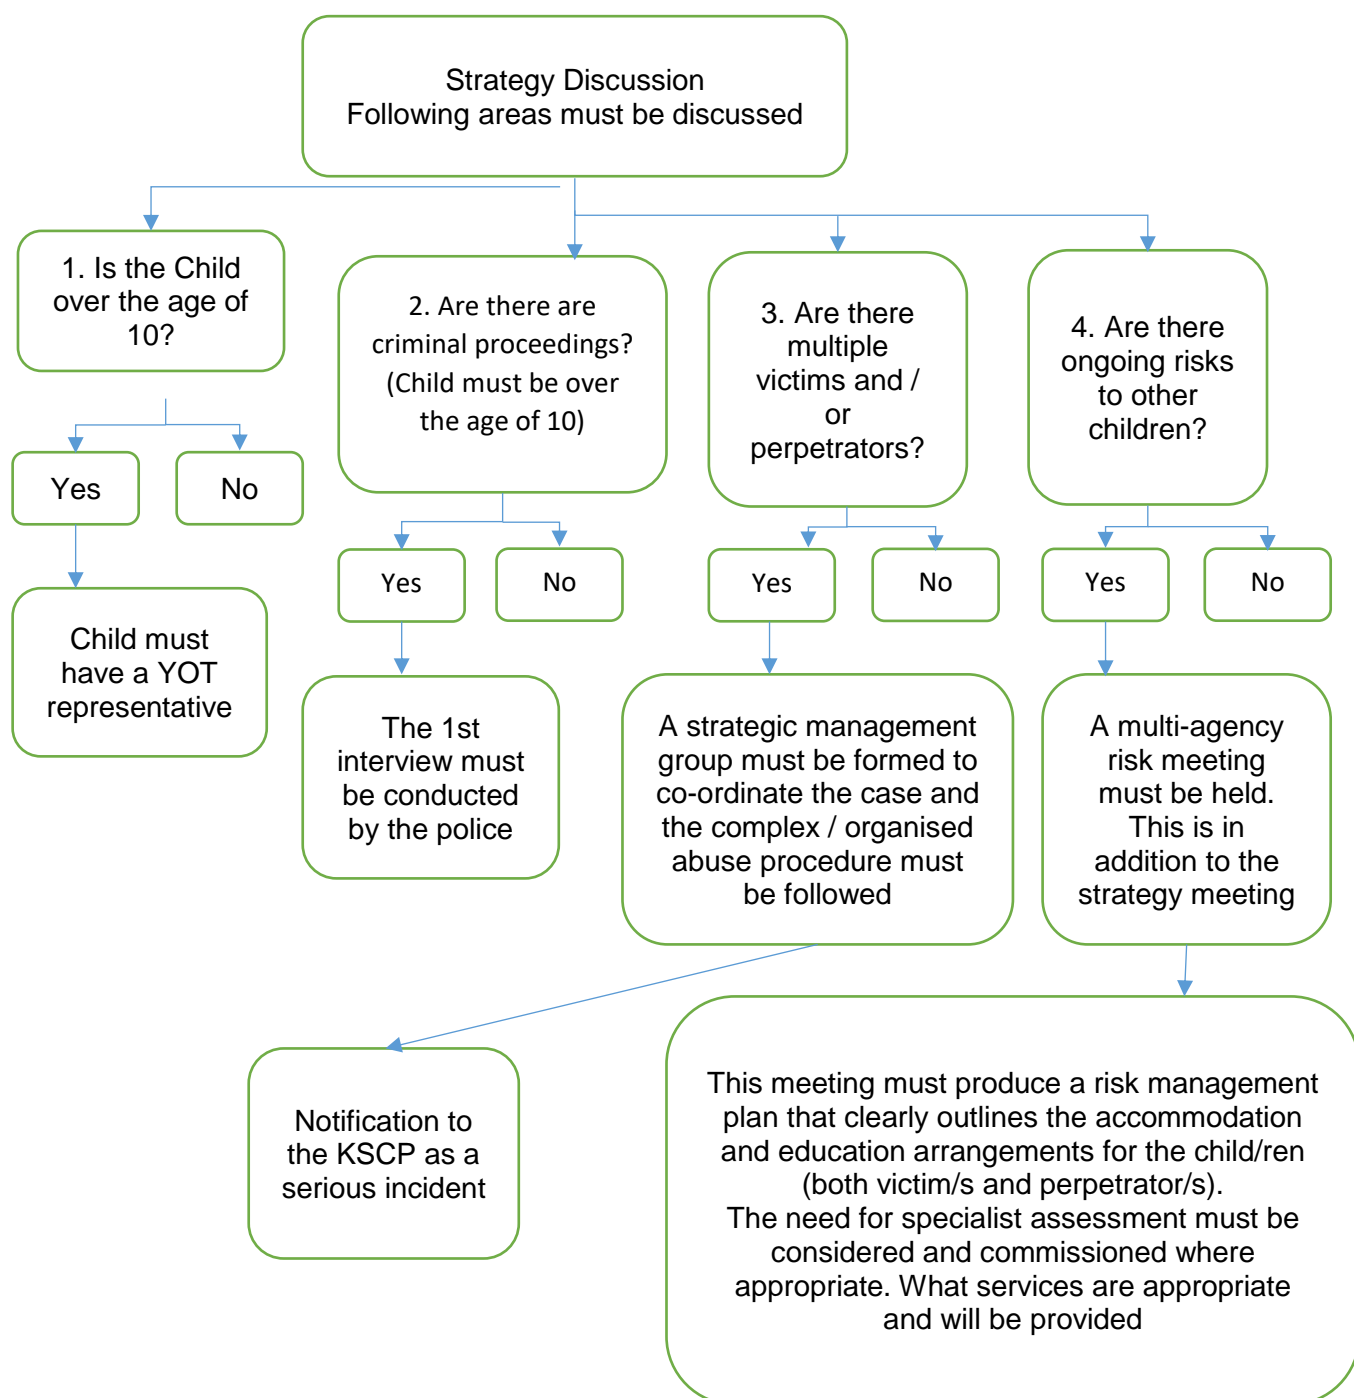 Strategy Discussion
Following areas must be discussed
1. Is the Child
over the age of
10?
Yes
No
Child must
have a YOT
representative
2. Are there are
criminal proceedings?
(Child must be over
the age of 10)
Yes
No
The 1st
interview must
be conducted
by the police
3. Are there
multiple
victims and /
or
perpetrators?
Yes
No
A strategic management
group must be formed to
co-ordinate the case and
the complex / organised
abuse procedure must
be followed
Notification to
the KSCP as a
serious incident
4. Are there
ongoing risks
to other
children?
Yes
No
A multi-agency
risk meeting
must be held.
This is in
addition to the
strategy meeting
This meeting must produce a risk management
plan that clearly outlines the accommodation
and education arrangements for the child/ren
(both victim/s and perpetrator/s).
The need for specialist assessment must be
considered and commissioned where
appropriate. What services are appropriate
and will be provided